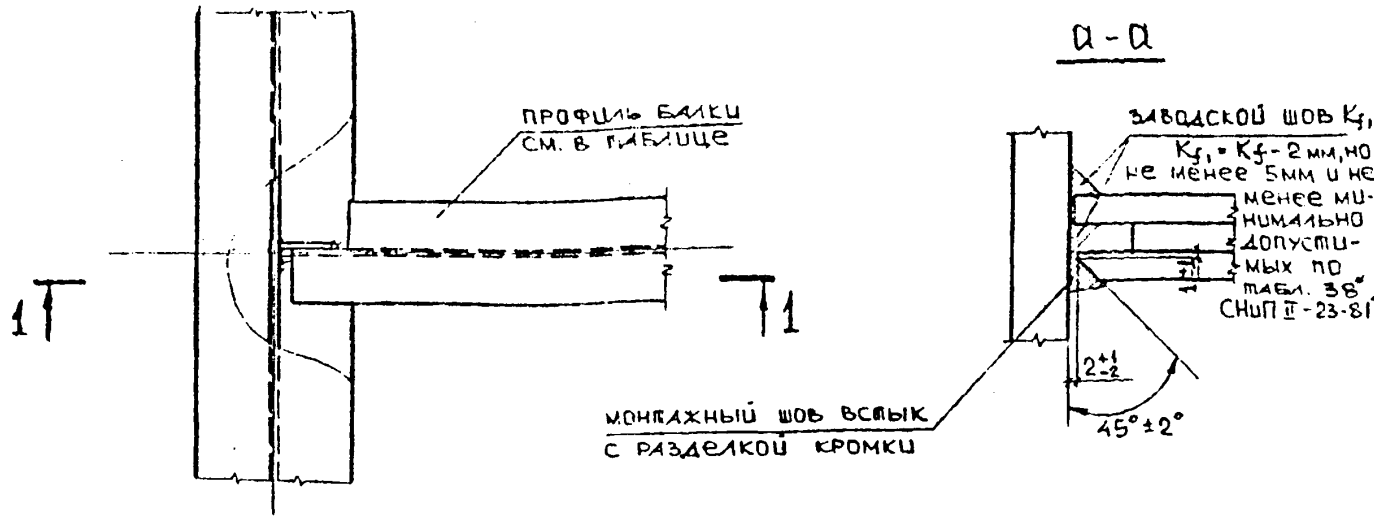 ПРОФИЛЬ БАЛКИ
СМ. В ТАБЛИЦЕ
1
1
а - а
ЗАВОДСКОЙ ШОВ Kf₁
Kf₁ = Kf - 2 мм, но
не менее 5мм и не
менее ми-
нимально
допусти-
мых по
табл. 38*
СНиП II-23-81*
1±1
2+1-2
45°±2°
МОНТАЖНЫЙ ШОВ ВСТЫК
С РАЗДЕЛКОЙ КРОМКИ